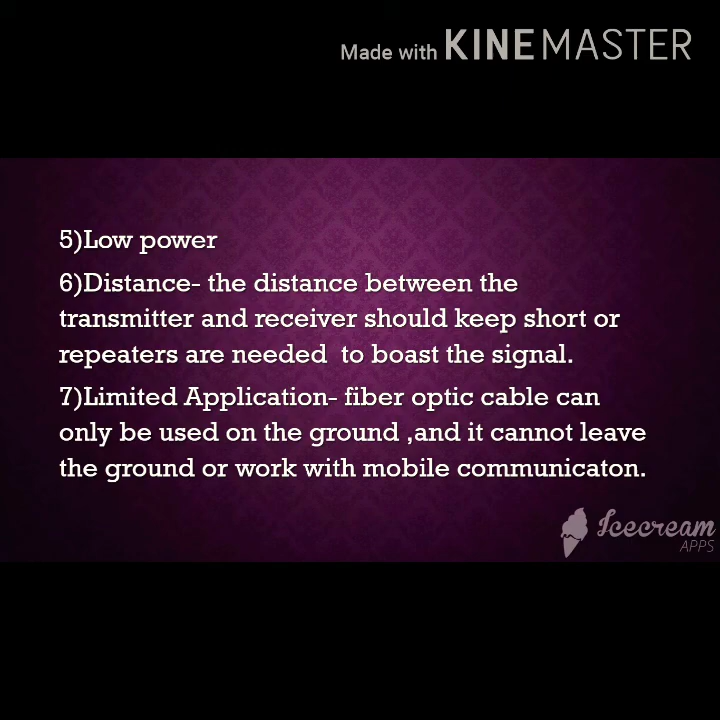 Made with KINEMASTER
5)Low power
6)Distance- the distance between the
transmitter and receiver should keep short or
repeaters are needed  to boast the signal.
7)Limited Application- fiber optic cable can
only be used on the ground ,and it cannot leave
the ground or work with mobile communicaton.
Icecream
APPS